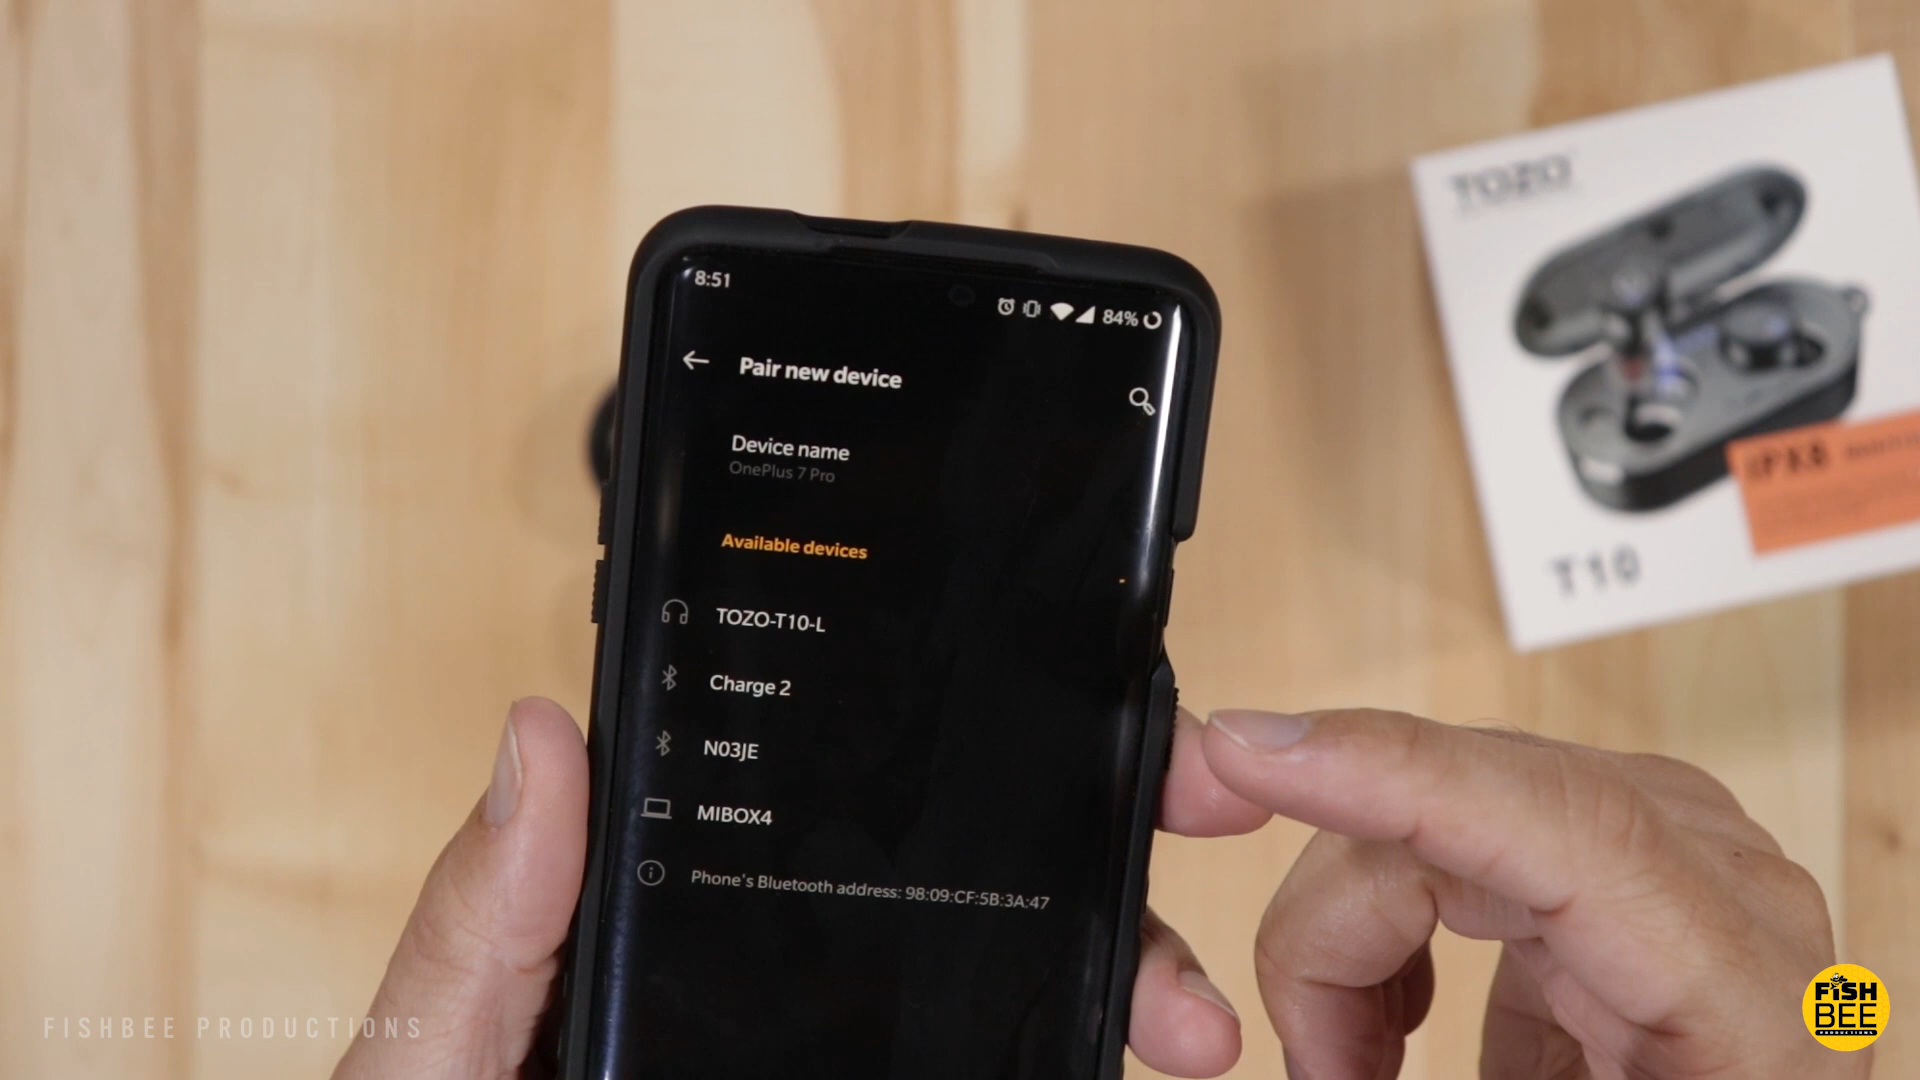 8:51
84%
Pair new device
Device name
OnePlus 7 Pro
Available devices
TOZO-T10-L
Charge 2
N03JE
MIBOX4
Phone's Bluetooth address: 98:09:CF:5B:3A:47
TOZO
IPX8
T10
FISHBEE PRODUCTIONS
FISH
BEE
PRODUCTIONS